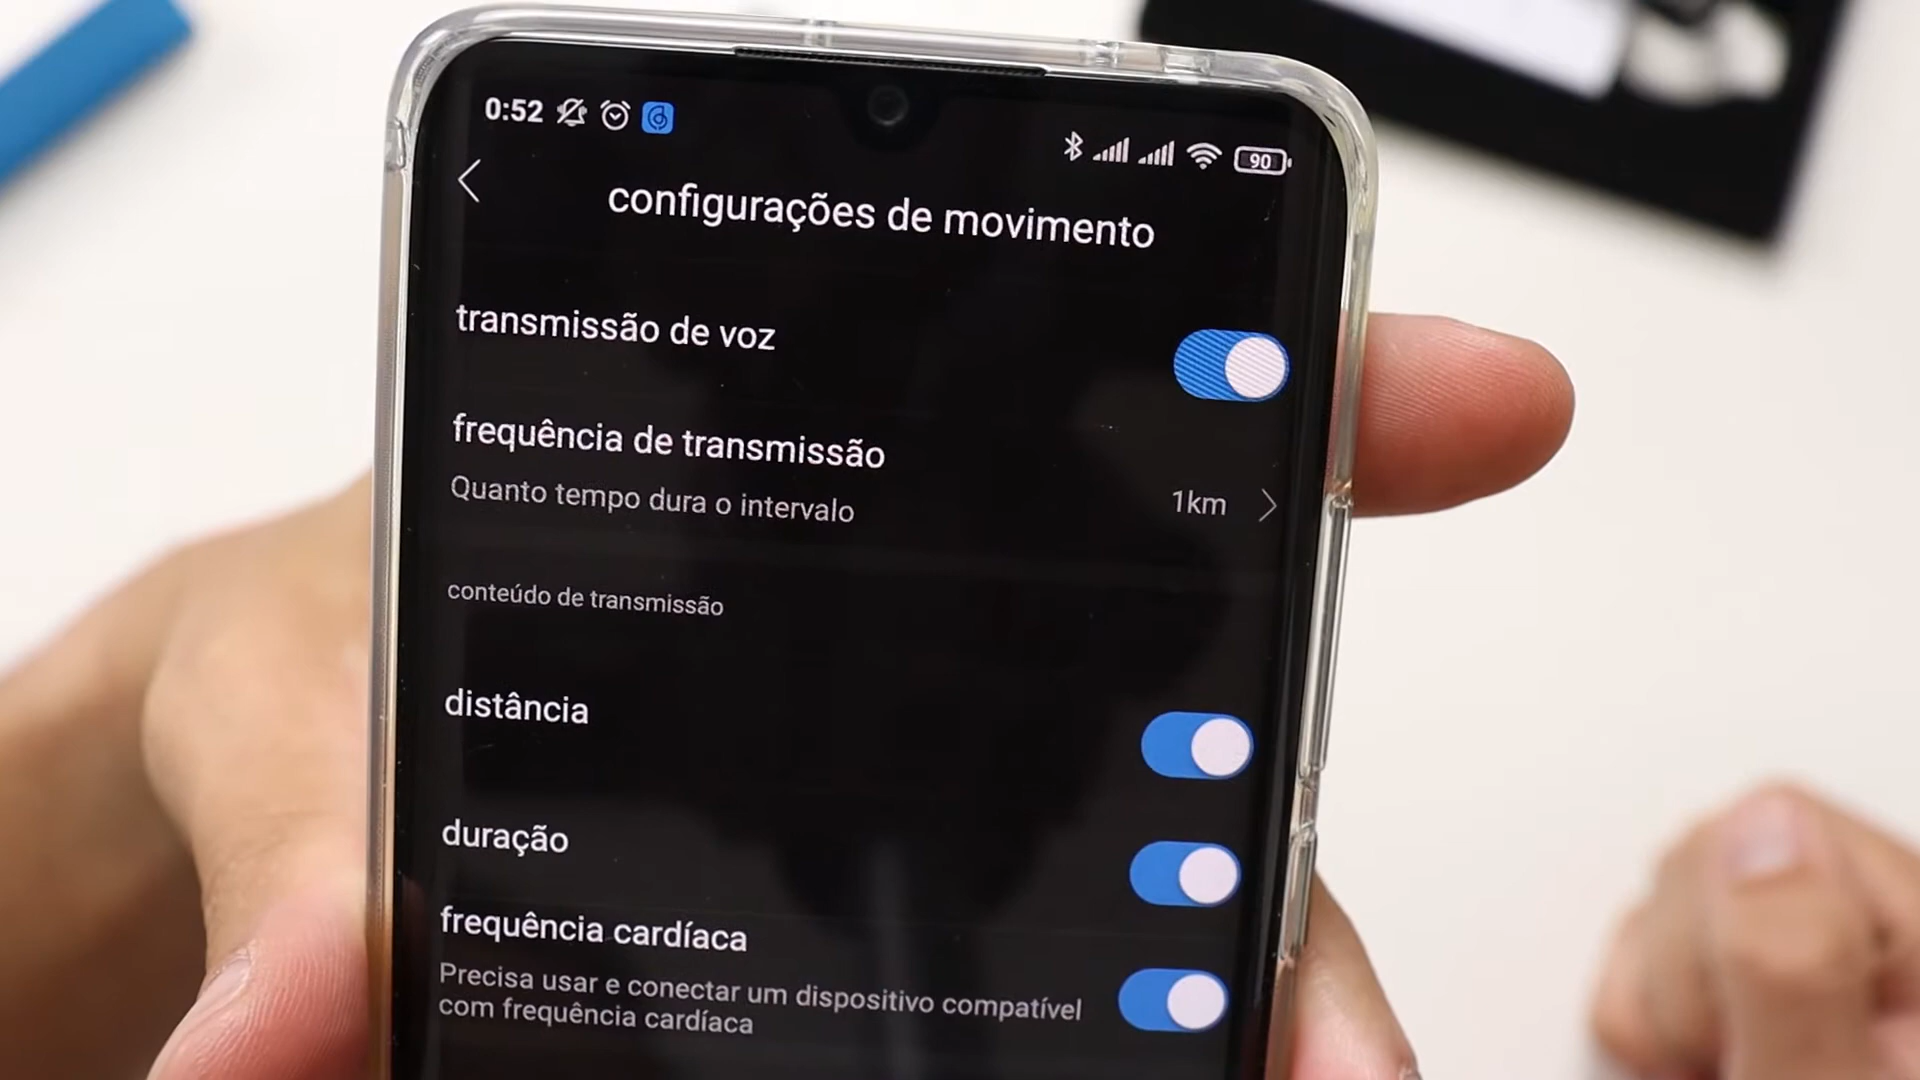 0:52
90
configurações de movimento
transmissão de voz
frequência de transmissão
Quanto tempo dura o intervalo
1km
conteúdo de transmissão
distância
duração
frequência cardíaca
Precisa usar e conectar um dispositivo compatível
com frequência cardíaca